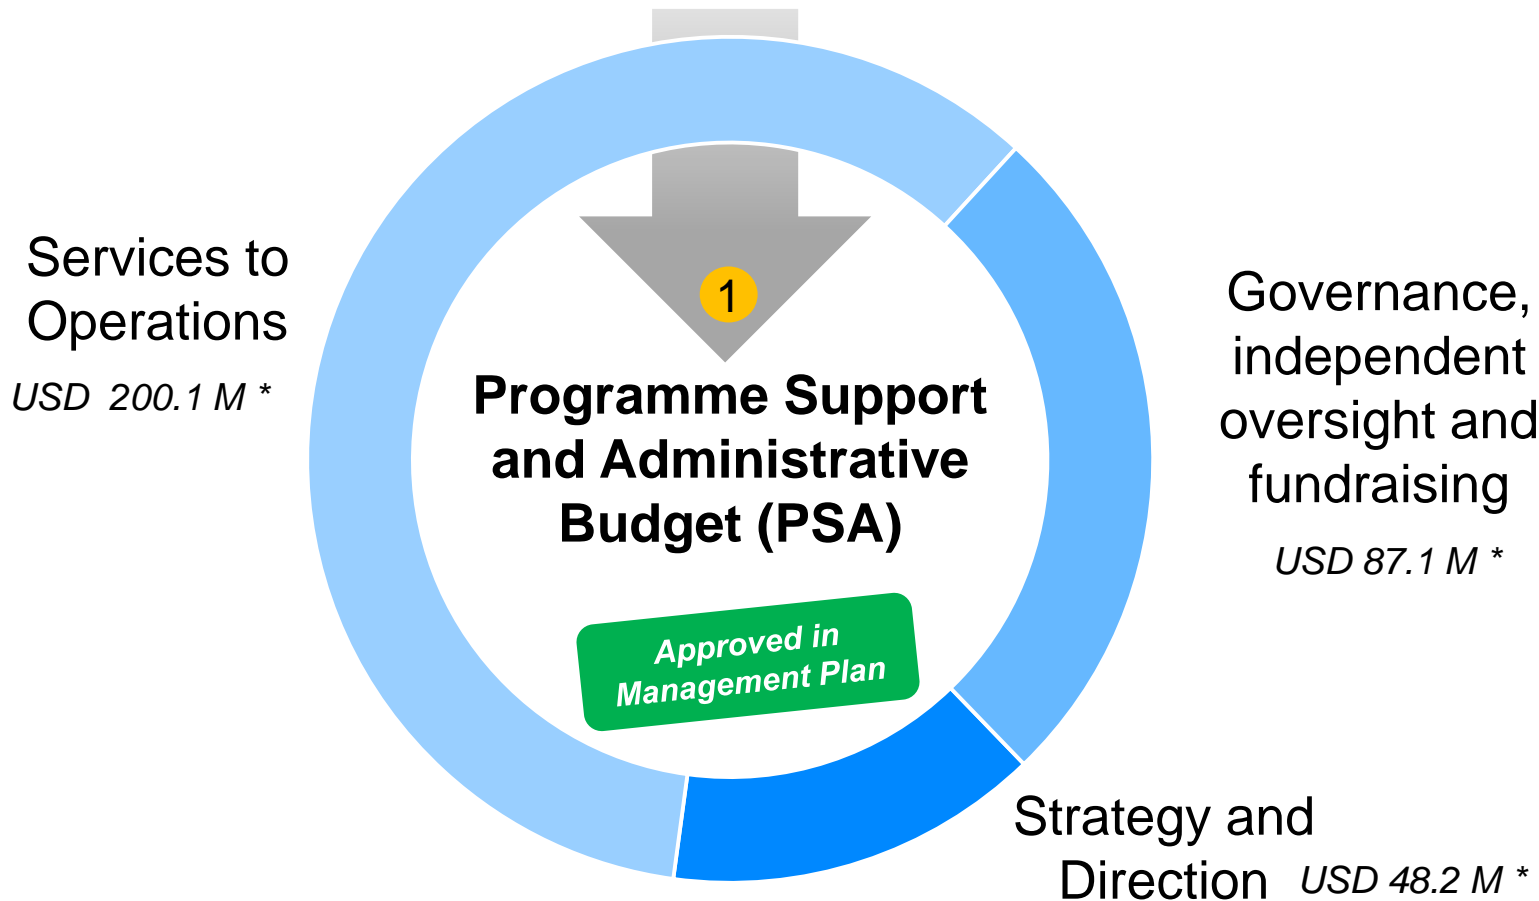 Services to
Operations
USD 200.1 M *
1
Programme Support
and Administrative
Budget (PSA)
Approved in
Management Plan
Governance,
independent
oversight and
fundraising
USD 87.1 M *
Strategy and
Direction USD 48.2 M *